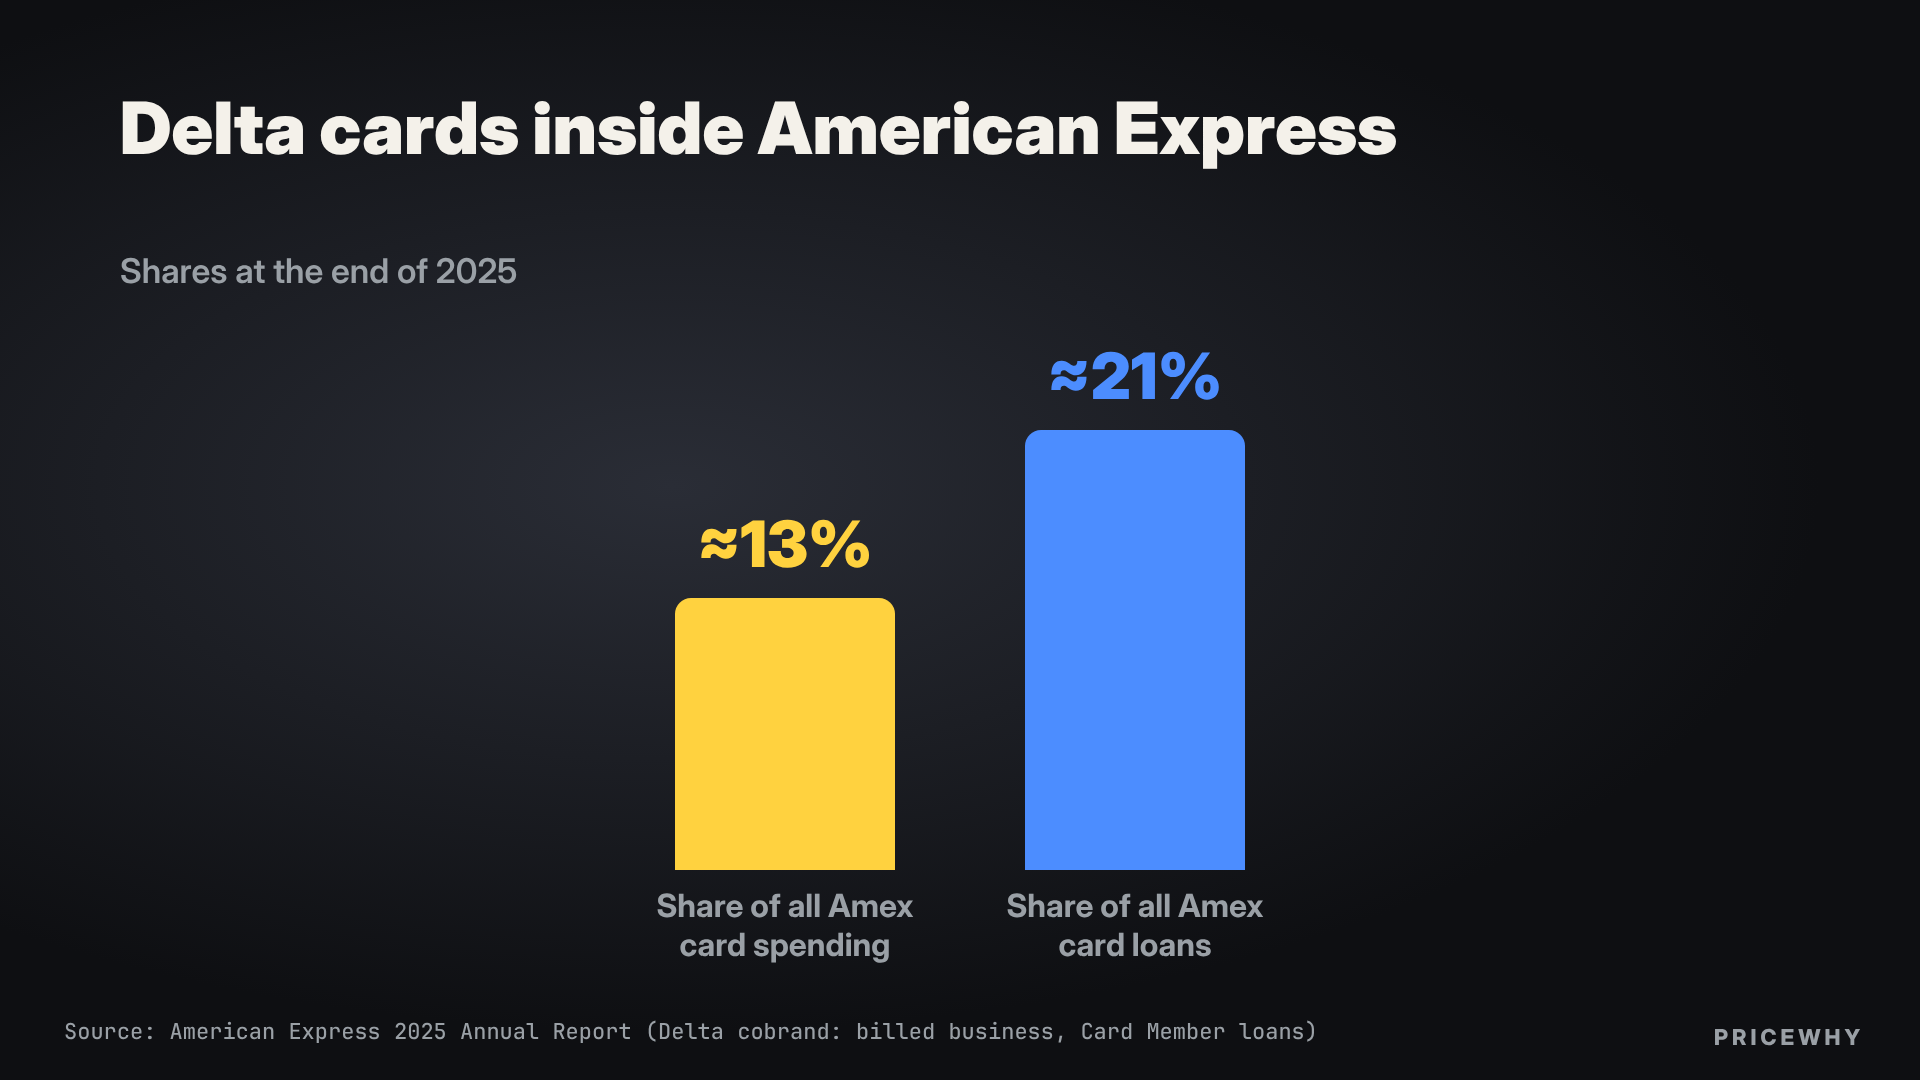 Delta cards inside American Express
Shares at the end of 2025
≈21%
≈13%
Share of all Amex
card spending
Share of all Amex
card loans
Source: American Express 2025 Annual Report (Delta cobrand: billed business, Card Member loans)
PRICEWHY